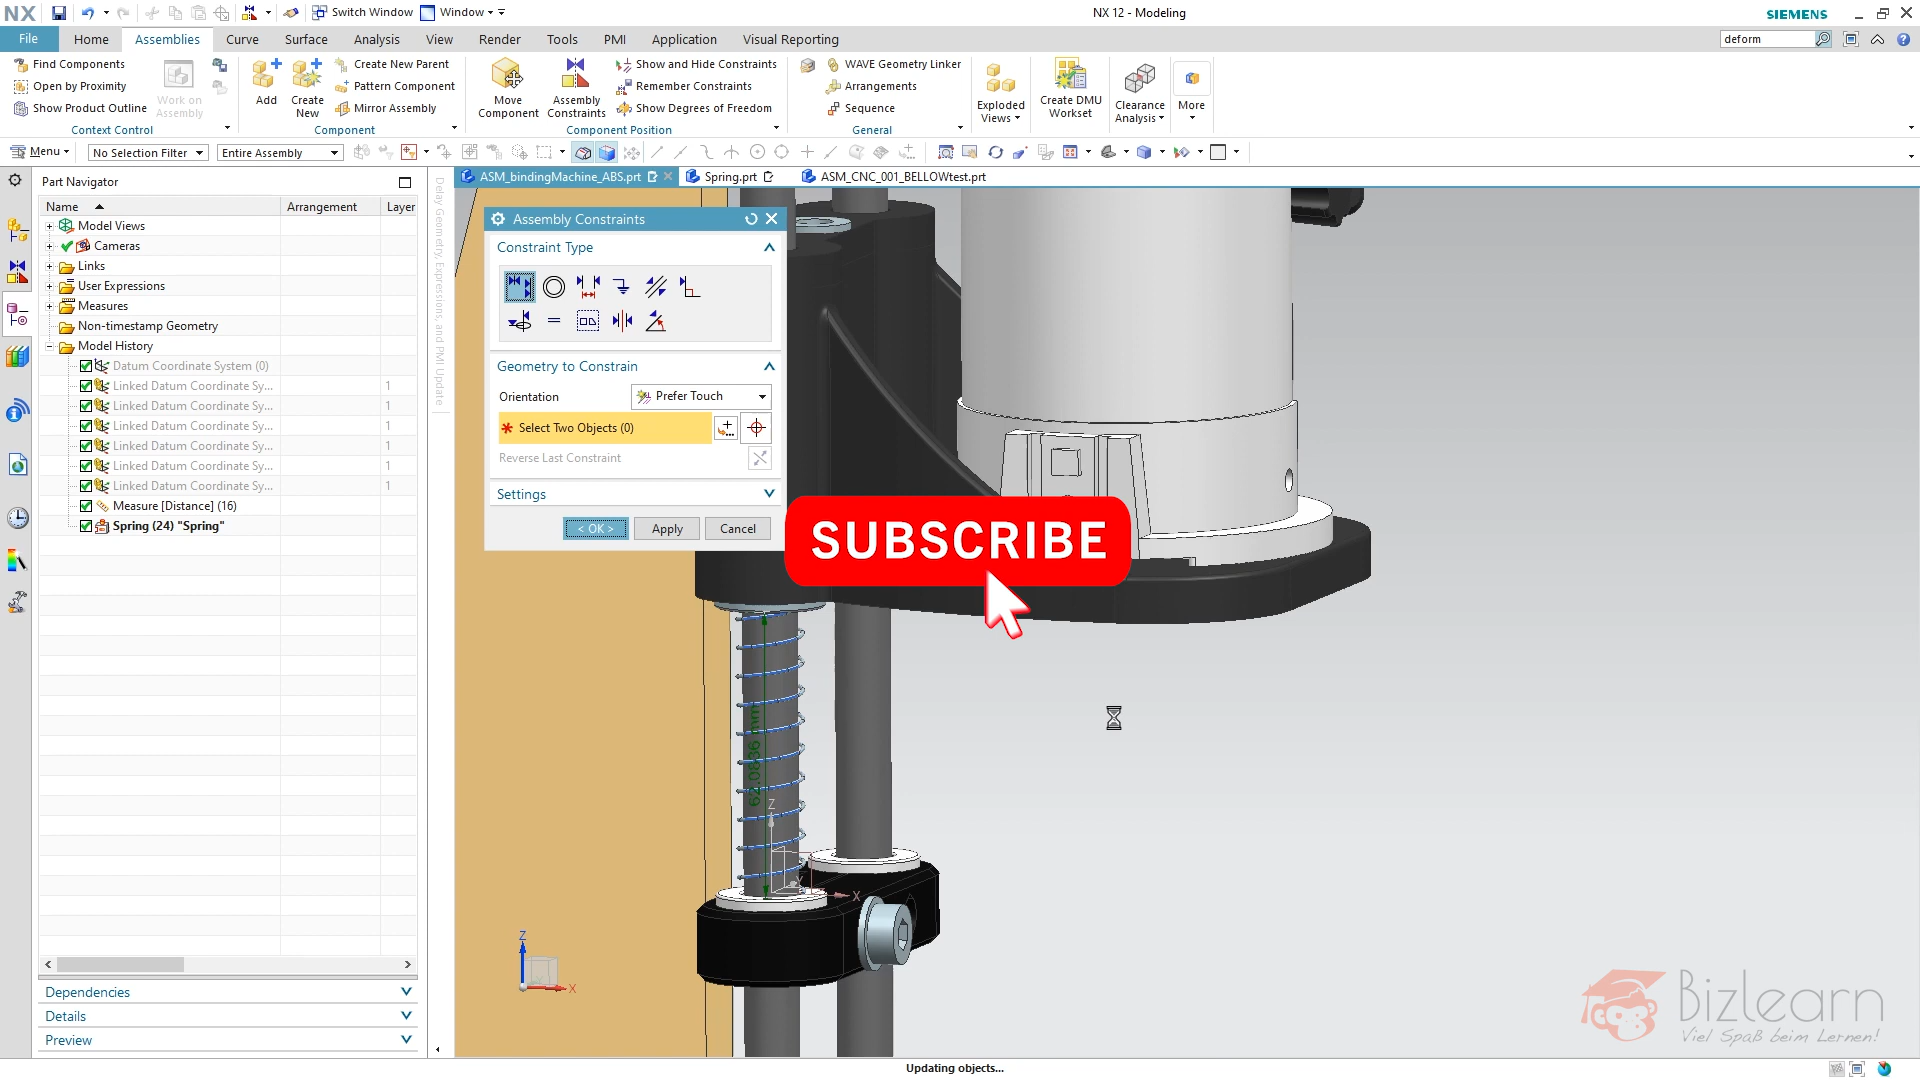 NX
Switch Window
Window
NX 12 - Modeling
SIEMENS
File
Home
Assemblies
Curve
Surface
Analysis
View
Render
Tools
PMI
Application
Visual Reporting
deform
Find Components
Open by Proximity
Show Product Outline
Work on Assembly
Context Control
Add
Create New
Create New Parent
Pattern Component
Mirror Assembly
Component
Move Component
Assembly Constraints
Show and Hide Constraints
Remember Constraints
Show Degrees of Freedom
Component Position
WAVE Geometry Linker
Arrangements
Sequence
General
Exploded Views
Create DMU Workset
Clearance Analysis
More
Menu
No Selection Filter
Entire Assembly
Part Navigator
ASM_bindingMachine_ABS.prt
Spring.prt
ASM_CNC_001_BELLOWtest.prt
Name
Arrangement
Layer
Model Views
Cameras
Links
User Expressions
Measures
Non-timestamp Geometry
Model History
Datum Coordinate System (0)
Linked Datum Coordinate Sy... 1
Linked Datum Coordinate Sy... 1
Linked Datum Coordinate Sy... 1
Linked Datum Coordinate Sy... 1
Linked Datum Coordinate Sy... 1
Linked Datum Coordinate Sy... 1
Measure [Distance] (16)
Spring (24) "Spring"
Dependencies
Details
Preview
Delay Geometry, Expressions, and PMI Update
Assembly Constraints
Constraint Type
Geometry to Constrain
Orientation
Prefer Touch
* Select Two Objects (0)
Reverse Last Constraint
Settings
< OK >
Apply
Cancel
SUBSCRIBE
62.0836 mm
Z
X
Y
Z
X
Bizlearn
Viel Spaß beim Lernen!
Updating objects...